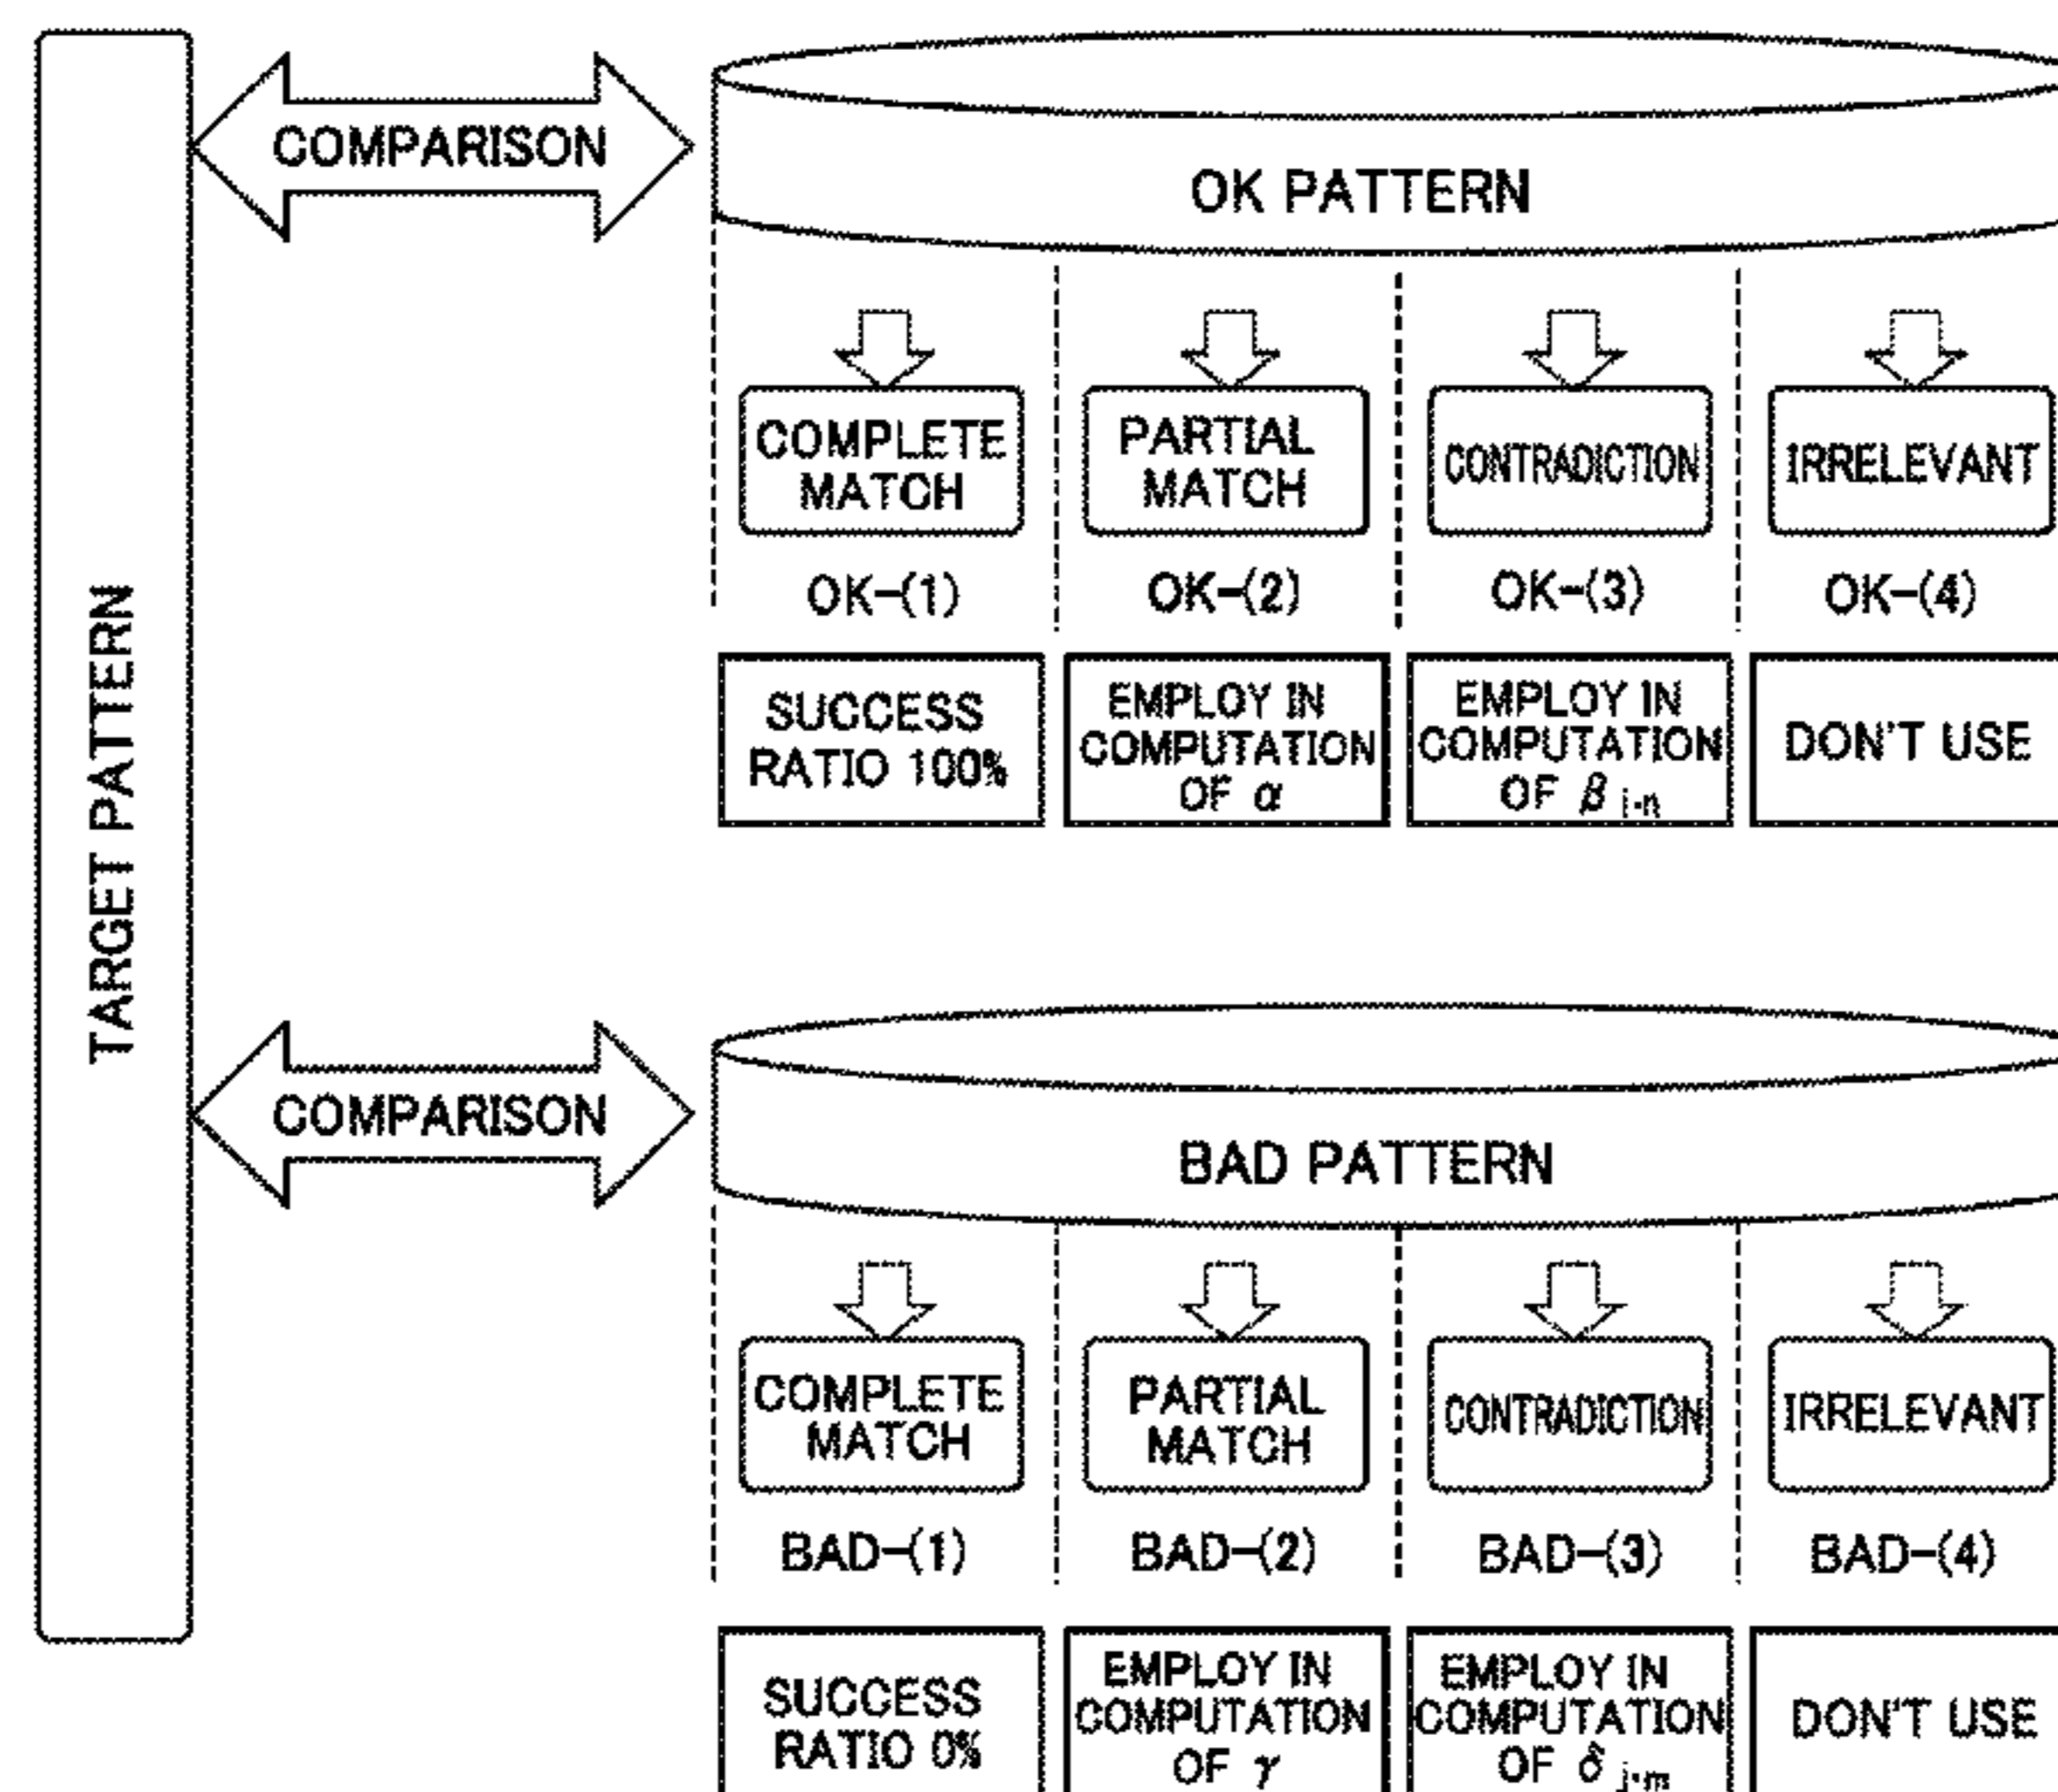 TARGET PATTERN
COMPARISON
OK PATTERN
COMPLETE
MATCH
PARTIAL
MATCH
CONTRADICTION
IRRELEVANT
OK-(1)
OK-(2)
OK-(3)
OK-(4)
SUCCESS
RATIO 100%
EMPLOY IN
COMPUTATION
OF α
EMPLOY IN
COMPUTATION
OF β i·n
DON'T USE
COMPARISON
BAD PATTERN
COMPLETE
MATCH
PARTIAL
MATCH
CONTRADICTION
IRRELEVANT
BAD-(1)
BAD-(2)
BAD-(3)
BAD-(4)
SUCCESS
RATIO 0%
EMPLOY IN
COMPUTATION
OF γ
EMPLOY IN
COMPUTATION
OF δ j·m
DON'T USE